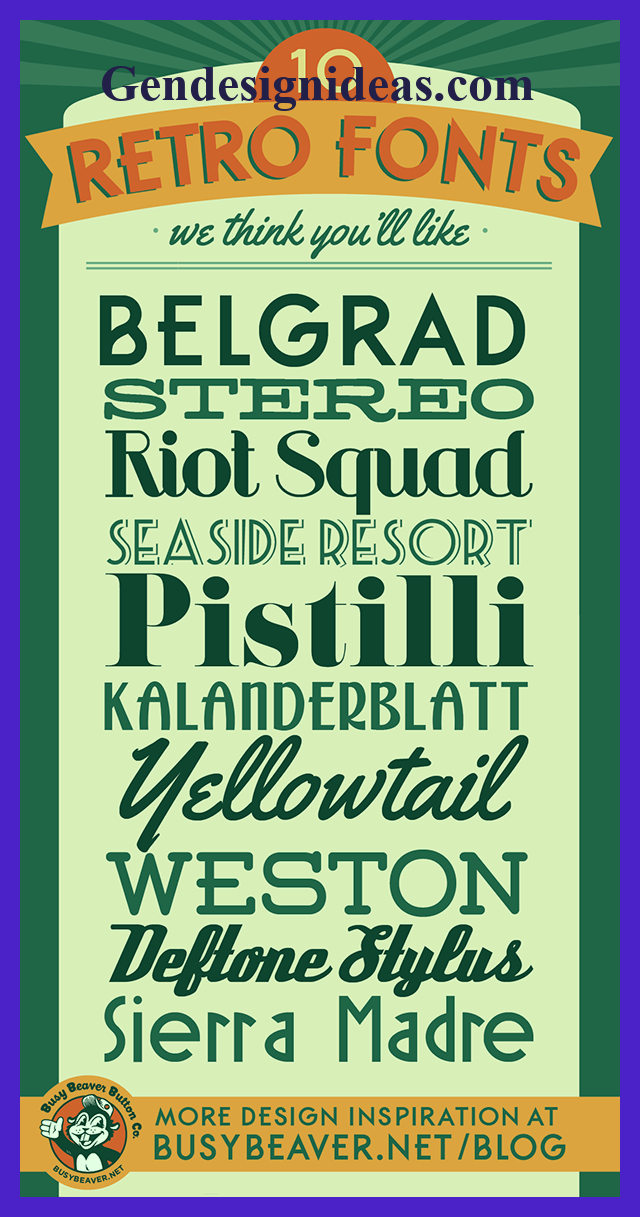 10
Gendesignideas.com
RETRO FONTS
· we think you'll like ·
BELGRAD
STEREO
Riot Squad
SEASIDE RESORT
Pistilli
KALANDERBLATT
Yellowtail
WESTON
Deftone Stylus
Sierra Madre
Busy Beaver Button Co.
BUSYBEAVER.NET
MORE DESIGN INSPIRATION AT
BUSYBEAVER.NET/BLOG